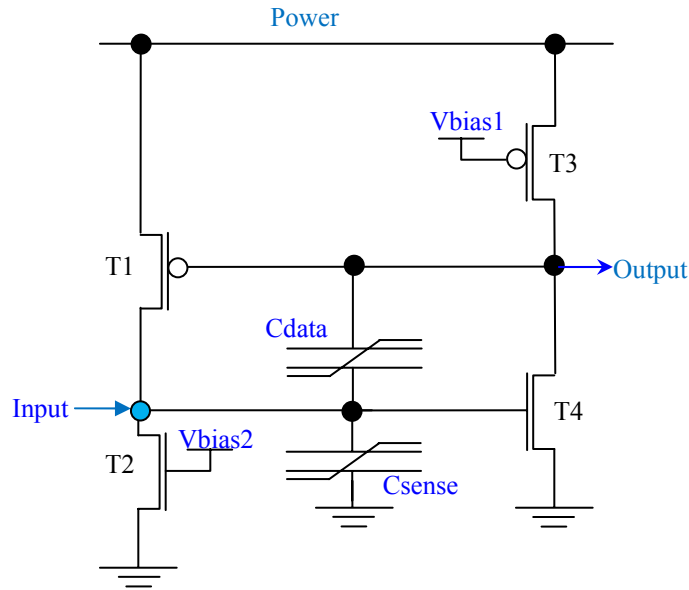 Power
Vbias1
T3
T1
Output
Cdata
Input
T4
Vbias2
T2
Csense